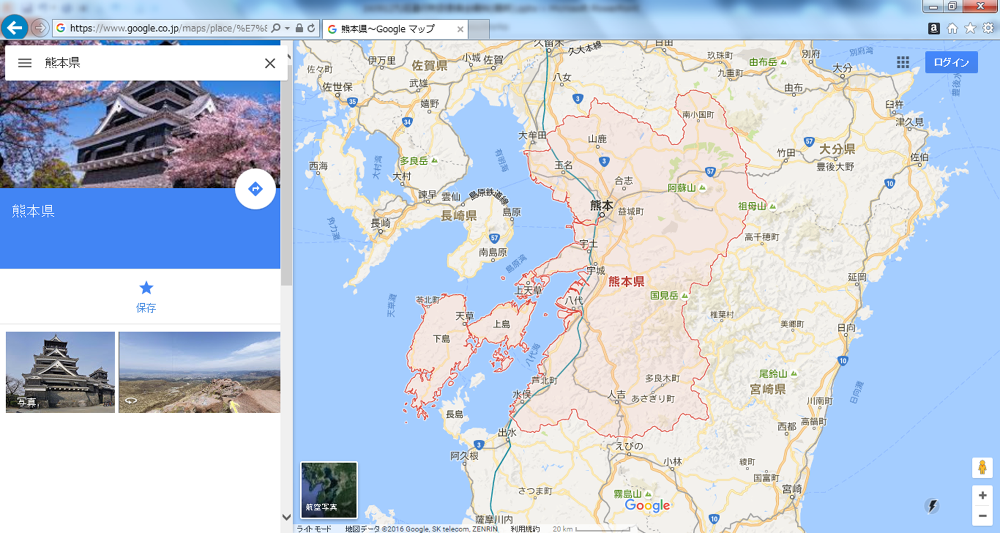 https://www.google.co.jp/maps/place/%E7%8
熊本県～Google マップ
熊本県
熊本県
保存
写真
ログイン
久留米
久大本線
日田
伊万里
小城
佐賀
佐賀県
佐々町
佐世保
武雄
八女
嬉野
玖珠町
九重町
由布岳
別府
別府湾
大分
由布
臼杵
津久見
35
34
3
南小国町
大牟田
山鹿
57
竹田
大分県
佐伯
豊後大野
西海
大村湾
多良岳
有明海
大村
玉名
3
合志
57
阿蘇山
10
諫早
雲仙
島原鉄道線
島原
長崎県
熊本
益城町
祖母山
長崎
角力灘
57
南島原
宇土
高千穂町
島原湾
宇城
熊本県
延岡
上天草
国見岳
天草灘
苓北町
天草
八代
上島
下島
椎葉村
美郷町
日向
八代海
10
芦北町
多良木町
尾鈴山
宮崎県
日向灘
水俣
人吉
あさぎり町
川南町
長島
出水
高鍋町
西都
3
阿久根
えびの
小林
綾町
国富町
さつま町
霧島山
宮崎
Google
10
薩摩川内
航空写真
ライト モード
地図データ ©2016 Google, SK telecom, ZENRIN
利用規約
20 km